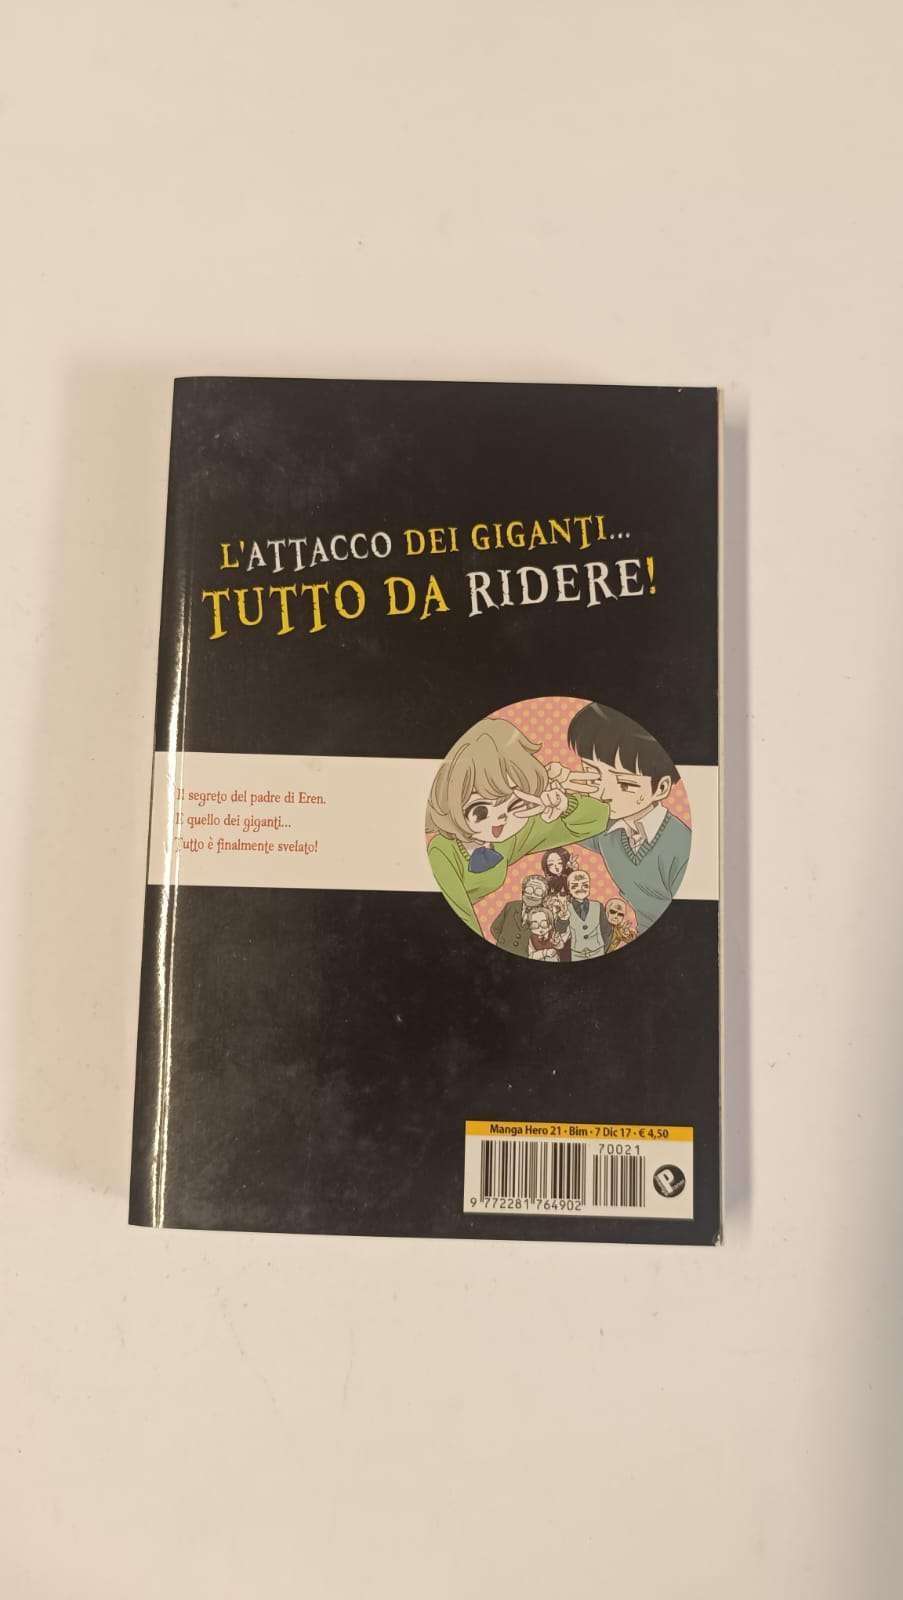 L'ATTACCO DEI GIGANTI...
TUTTO DA RIDERE!
Il segreto del padre di Eren.
E quello dei giganti...
Tutto è finalmente svelato!
Manga Hero 21 • Bim • 7 Dic 17 • € 4,50
70021
9 772281 764902
P